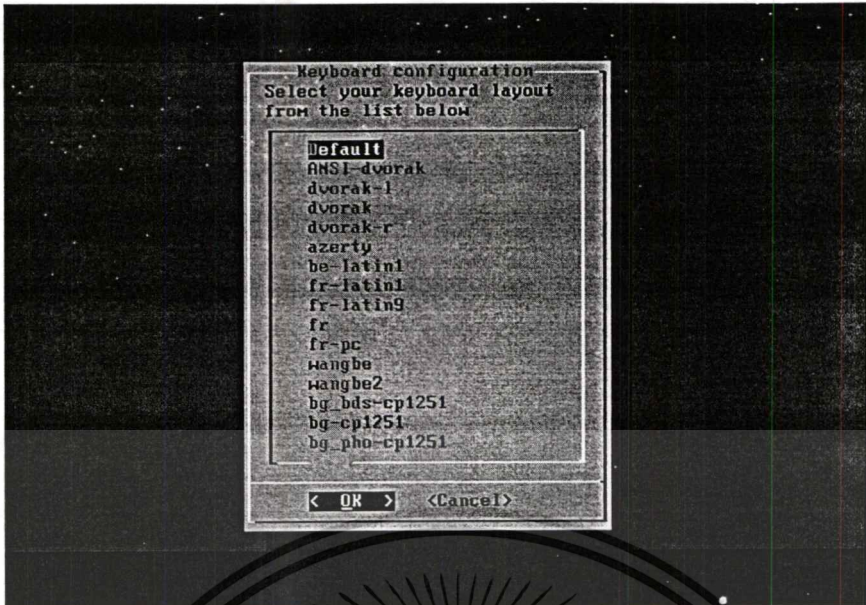 Keyboard configuration
Select your keyboard layout
from the list below
Default
ANSI-dvorak
dvorak-l
dvorak
dvorak-r
azerty
be-latin1
fr-latin1
fr-latin9
fr
fr-pc
wangbe
wangbe2
bg_bds-cp1251
bg-cp1251
bg_pho-cp1251
< OK > <Cancel>